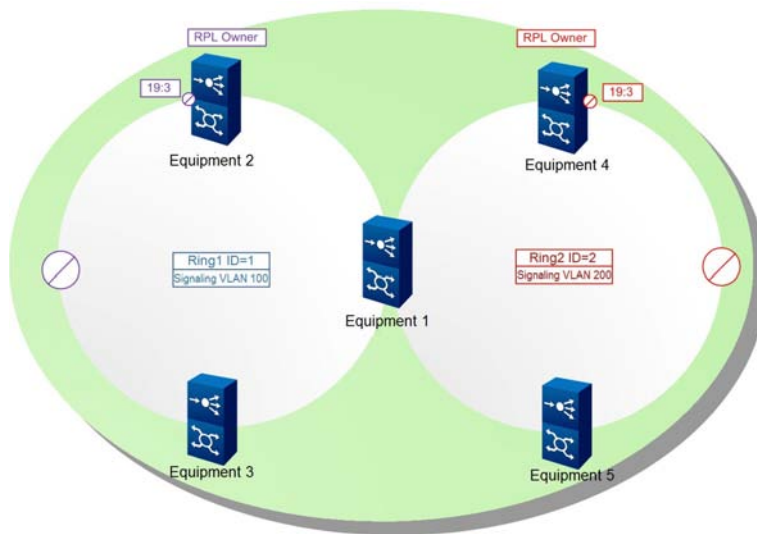 RPL Owner
RPL Owner
19:3
19:3
Equipment 2
Equipment 4
Ring1 ID=1
Signaling VLAN 100
Ring2 ID=2
Signaling VLAN 200
Equipment 1
Equipment 3
Equipment 5